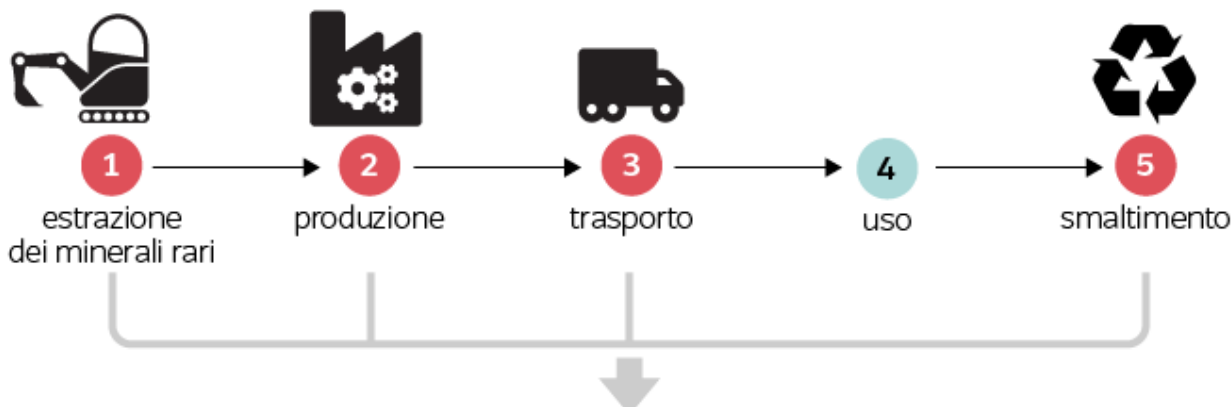 1
2
3
4
5
estrazione
dei minerali rari
produzione
trasporto
uso
smaltimento